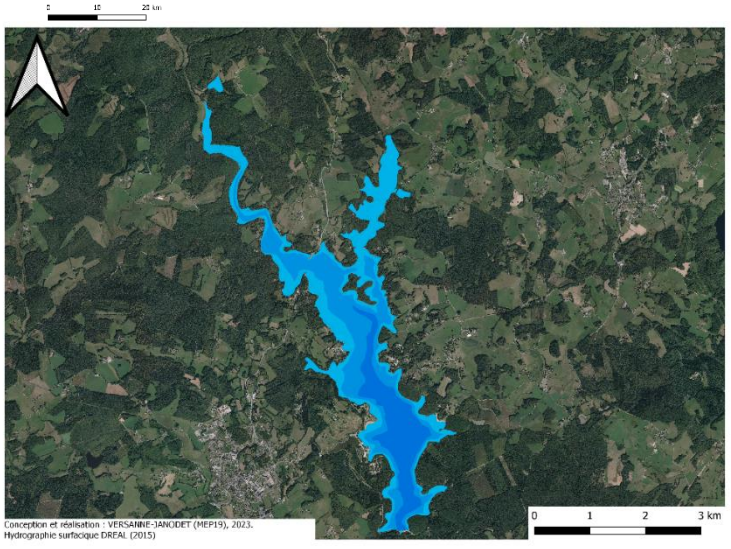 0 10 20 km
Conception et réalisation : VERSANNE-JANODET (MEP19), 2023.
Hydrographie surfacique DREAL (2015)
0 1 2 3 km